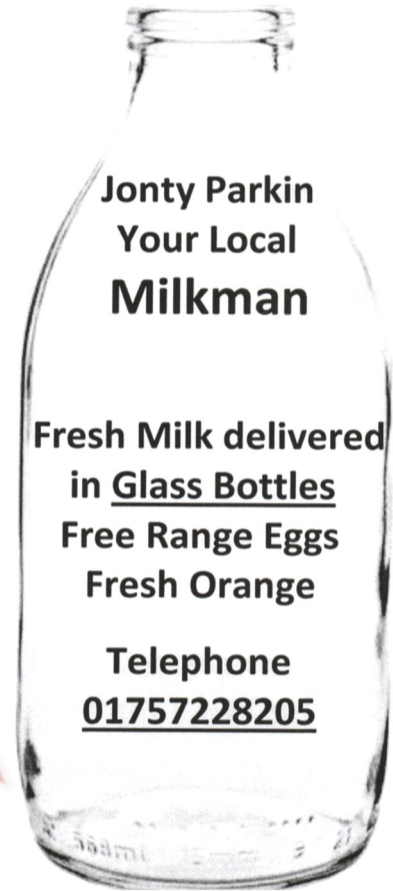 Jonty Parkin
Your Local
Milkman
Fresh Milk delivered
in Glass Bottles
Free Range Eggs
Fresh Orange
Telephone
01757228205